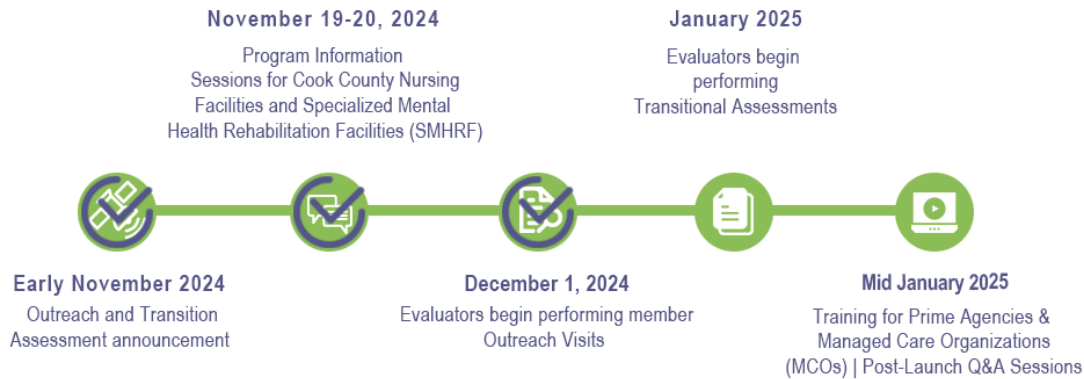 November 19-20, 2024
Program Information
Sessions for Cook County Nursing
Facilities and Specialized Mental
Health Rehabilitation Facilities (SMHRF)
January 2025
Evaluators begin
performing
Transitional Assessments
Early November 2024
Outreach and Transition
Assessment announcement
December 1, 2024
Evaluators begin performing member
Outreach Visits
Mid January 2025
Training for Prime Agencies &
Managed Care Organizations
(MCOs) | Post-Launch Q&A Sessions